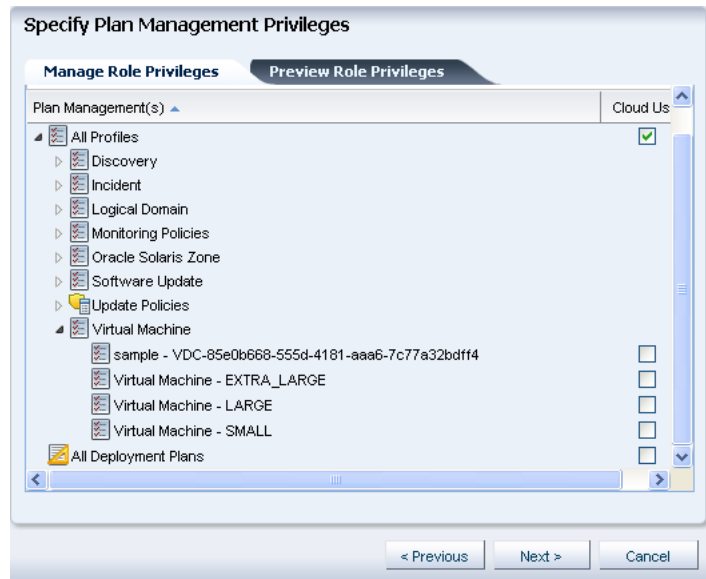 Specify Plan Management Privileges
Manage Role Privileges Preview Role Privileges
Plan Management(s) Cloud Us
All Profiles
Discovery
Incident
Logical Domain
Monitoring Policies
Oracle Solaris Zone
Software Update
Update Policies
Virtual Machine
sample - VDC-85e0b668-555d-4181-aaa6-7c77a32bdff4
Virtual Machine - EXTRA_LARGE
Virtual Machine - LARGE
Virtual Machine - SMALL
All Deployment Plans
< Previous Next > Cancel